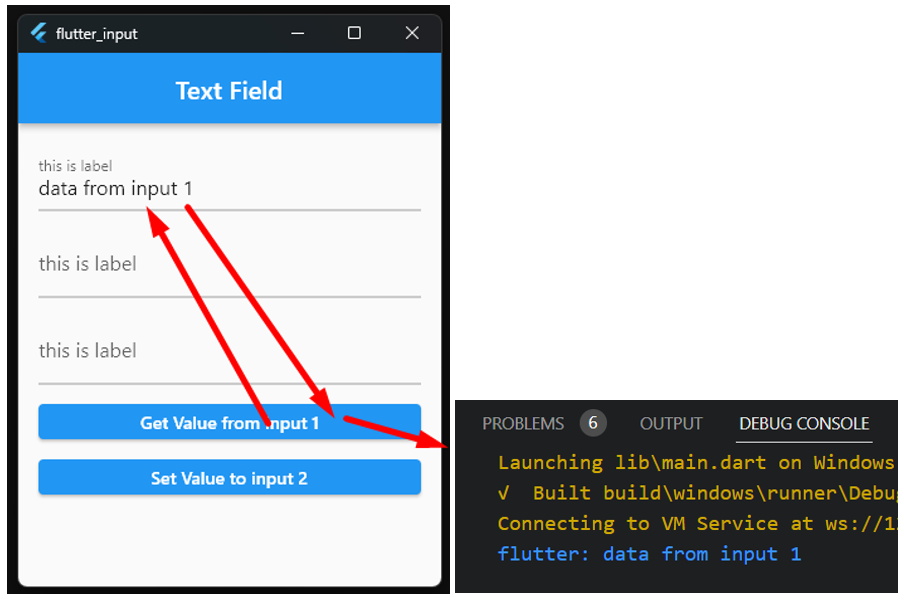 flutter_input
Text Field
this is label
data from input 1
this is label
this is label
Get Value from input 1
Set Value to input 2
PROBLEMS 6 OUTPUT DEBUG CONSOLE
Launching lib\main.dart on Windows
√ Built build\windows\runner\Debug
Connecting to VM Service at ws://1
flutter: data from input 1